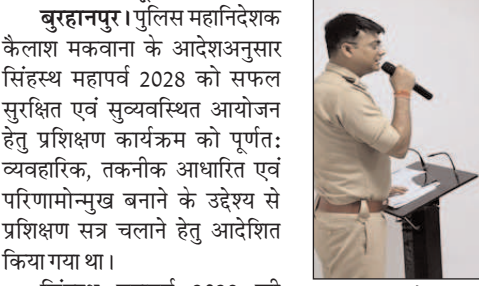 बुरहानपुर। पुलिस महानिदेशक
कैलाश मकवाना के आदेशअनुसार
सिंहस्थ महापर्व 2028 को सफल
सुरक्षित एवं सुव्यवस्थित आयोजन
हेतु प्रशिक्षण कार्यक्रम को पूर्णत:
व्यवहारिक, तकनीक आधारित एवं
परिणामोन्मुख बनाने के उद्देश्य से
प्रशिक्षण सत्र चलाने हेतु आदेशित
किया गया था।